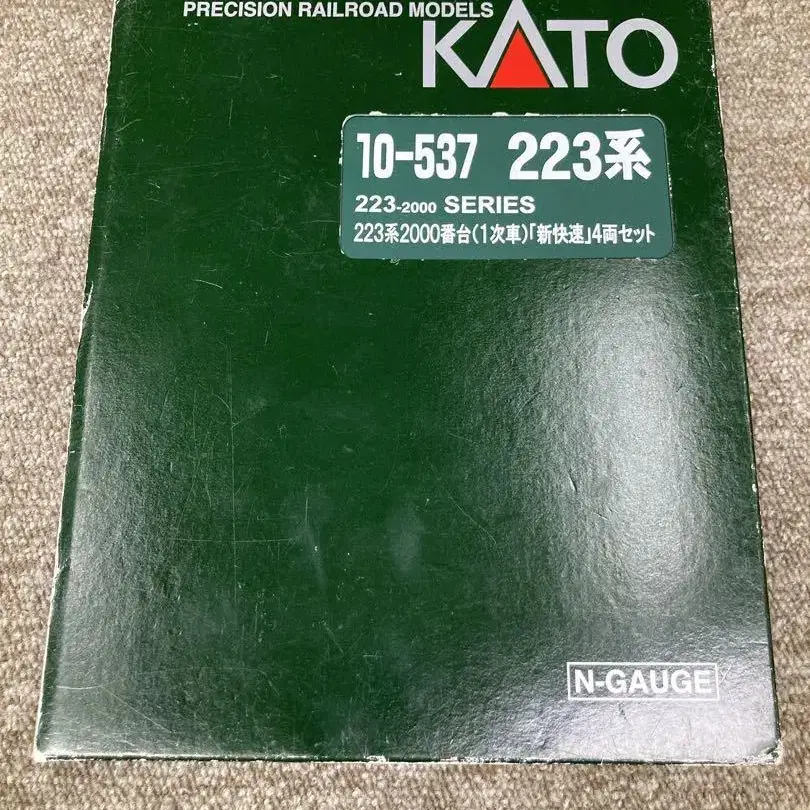 PRECISION RAILROAD MODELS
KATO
10-537 223系
223-2000 SERIES
223系2000番台(1次車)「新快速」4両セット
N-GAUGE